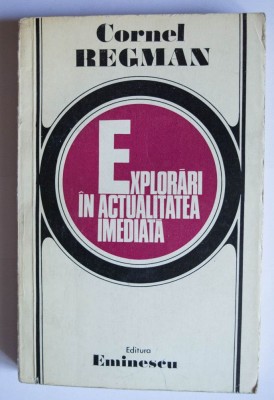 Cornel
REGMAN
EXPLORĂRI
ÎN ACTUALITATEA
IMEDIATĂ
Editura
Eminescu